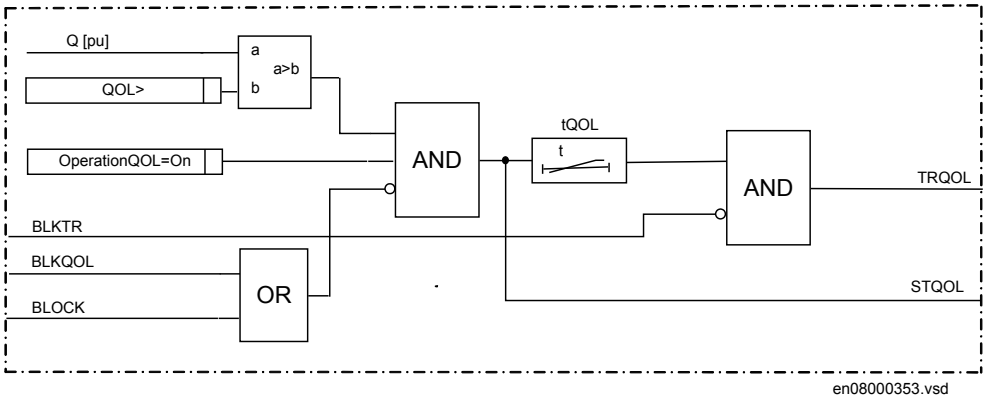 Q [pu]
a
a>b
QOL>
b
tQOL
OperationQOL=On
AND
t
AND
TRQOL
BLKTR
BLKQOL
OR
STQOL
BLOCK
en08000353.vsd